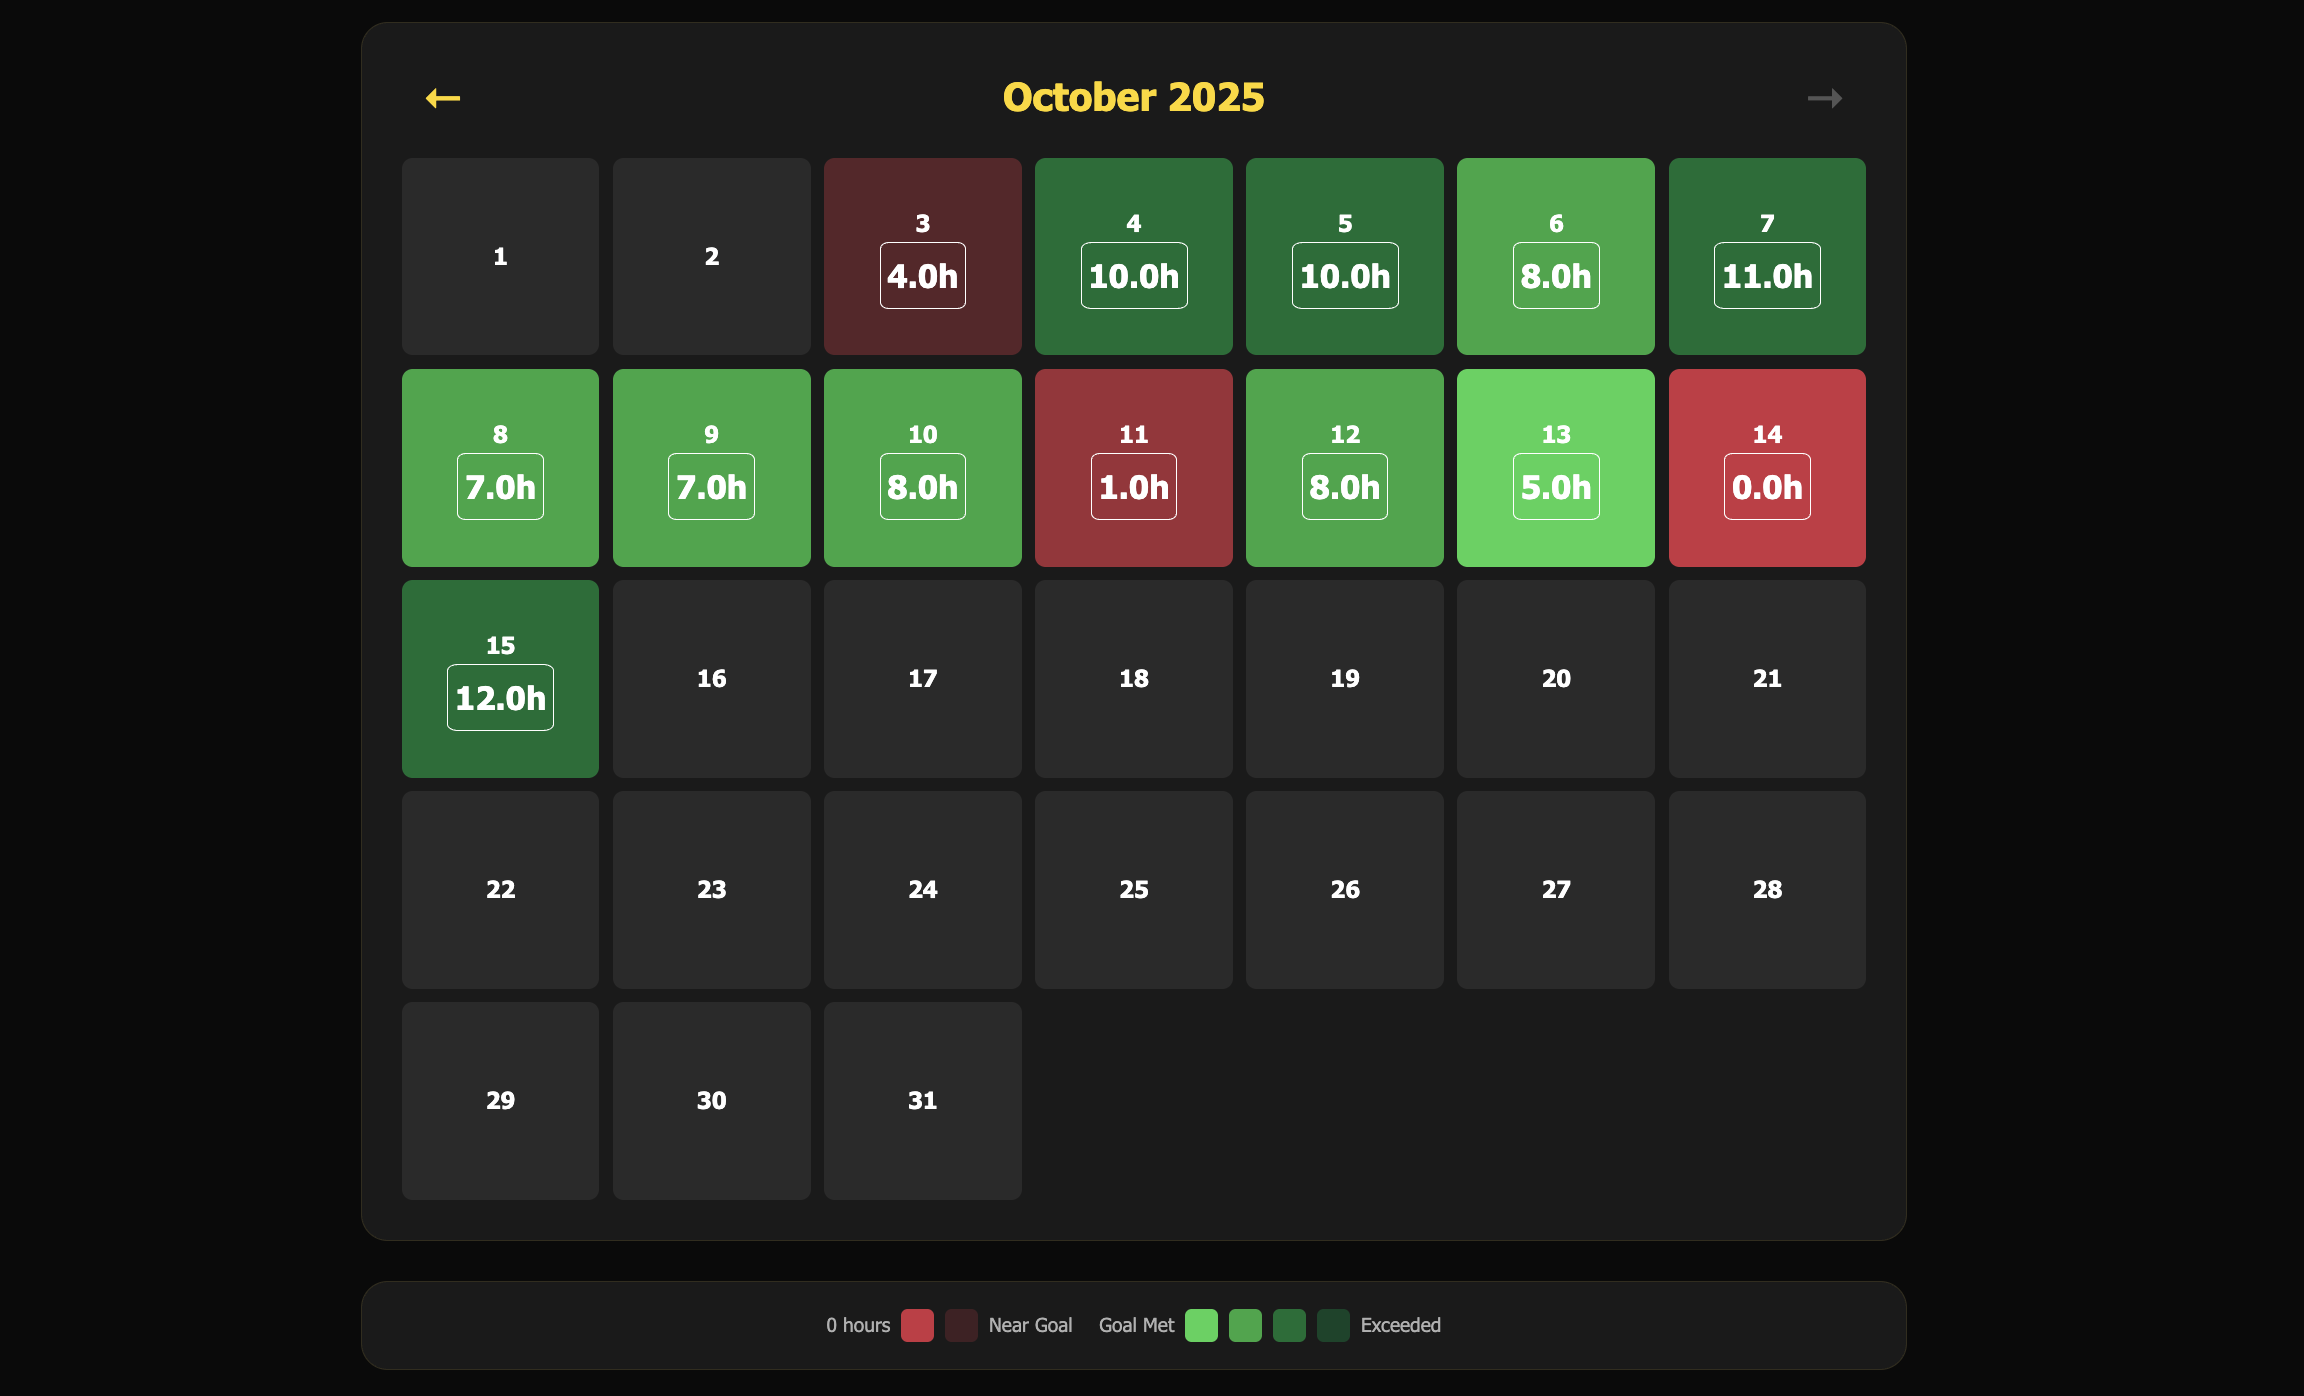 ← October 2025 →
1 2 3 4 5 6 7
4.0h 10.0h 10.0h 8.0h 11.0h
8 9 10 11 12 13 14
7.0h 7.0h 8.0h 1.0h 8.0h 5.0h 0.0h
15 16 17 18 19 20 21
12.0h
22 23 24 25 26 27 28
29 30 31
0 hours Near Goal Goal Met Exceeded